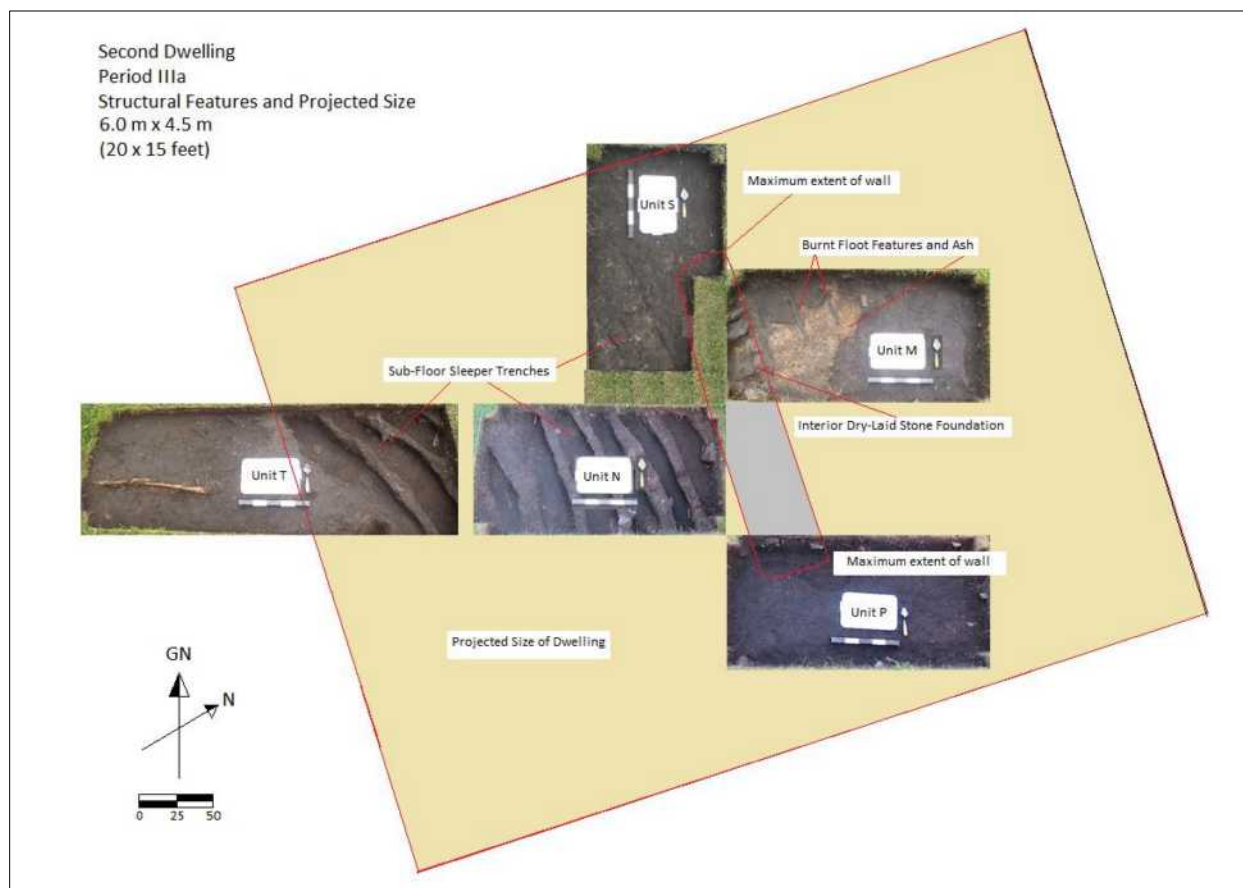 Second Dwelling
Period IIIa
Structural Features and Projected Size
6.0 m x 4.5 m
(20 x 15 feet)
Maximum extent of wall
Unit S
Burnt Floot Features and Ash
Unit M
Sub-Floor Sleeper Trenches
Interior Dry-Laid Stone Foundation
Unit T
Unit N
Maximum extent of wall
Unit P
Projected Size of Dwelling
GN
N
0 25 50